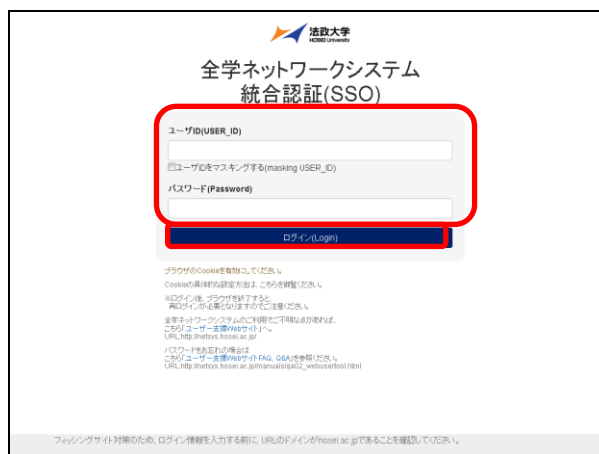 法政大学
HOSEI University
全学ネットワークシステム
統合認証(SSO)
ユーザID(USER_ID)
ユーザIDをマスキングする(masking USER_ID)
パスワード(Password)
ログイン(Login)
ブラウザのCookieを有効にしてください。
Cookieの具体的な設定方法は、こちらを御覧ください。
※ログイン後、ブラウザを終了すると、
再ログインが必要となりますのでご注意ください。
全学ネットワークシステムのご利用でご不明な点があれば、
こちら「ユーザー支援Webサイト」へ。
URL:http://netsys.hosei.ac.jp/
パスワードをお忘れの場合は
こちら「ユーザー支援WebサイトFAQ, Q&A」を参照ください。
URL:http://netsys.hosei.ac.jp/manuals/qa02_webusertool.html
フィッシングサイト対策のため、ログイン情報を入力する前に、URLのドメインがhosei.ac.jpであることを確認してください。